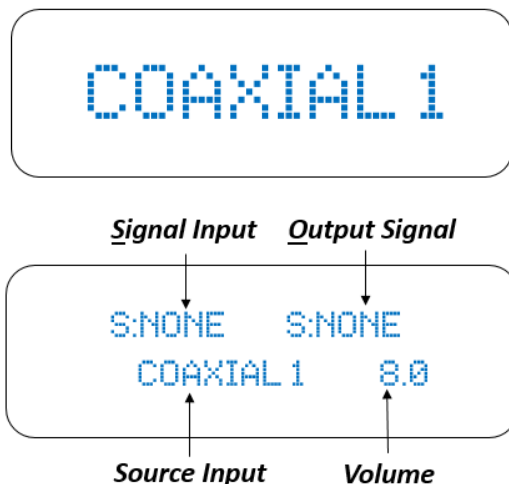 COAXIAL 1
Signal Input Output Signal
S:NONE S:NONE
COAXIAL 1 8.0
Source Input Volume